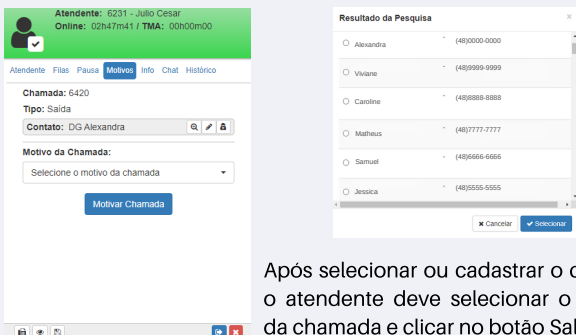 Atendente: 6231 - Julio Cesar
Online: 02h47m41 / TMA: 00h00m00
Atendente Filas Pausa Motivos Info Chat Histórico
Chamada: 6420
Tipo: Saída
Contato: DG Alexandra
Motivo da Chamada:
Selecione o motivo da chamada
Motivar Chamada
Resultado da Pesquisa ×
Alexandra - (48)0000-0000
Viviane - (48)9999-9999
Caroline - (48)8888-8888
Matheus - (48)7777-7777
Samuel - (48)6666-6666
Jessica - (48)5555-5555
Cancelar Selecionar
Após selecionar ou cadastrar o
o atendente deve selecionar o
da chamada e clicar no botão